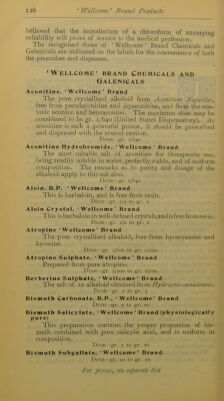 126 'Wellcome' Brand Products
believed that the introduction of a chloroform of unvarying
reliability will prove of service to the medical profession.
The recognised doses of 'Wellcome' Brand Chemicals and
Galenicals are indicated on the labels for the convenience of both
the prescriber and dispenser.
'WELLCOME' BRAND CHEMICALS AND
GALENICALS
Aconitine, 'Wellcome' Brand
The pure crystallised alkaloid from Aconitum Napellus,
free from pseudaconitine and japaconitine, and from the non-
toxic aconine and benzaconine. The maximum dose may be
considered to be gr. 1/640 (United States Dispensatory). As
aconitine is such a powerful poison, it should be prescribed
and dispensed with the utmost caution.
Dose—gr. 1/640
Aconitine Hydrobromide, 'Wellcome' Brand
The most suitable salt of aconitine for therapeutic use,
being readily soluble in water, perfectly stable, and of uniform
composition. The remarks as to purity and dosage of the
alkaloid apply to this salt also.
Dose—gr. 1/640
Aloin, B.P. 'Wellcome' Brand
This is barbaloin, and is free from resin.
Dose—gr. 1/2 to gr. 2
Aloin Crystal, 'Wellcome' Brand
This is barbaloin in well-defined crystals, and is free from resin.
Dose—gr. 1/2 to gr. 2
Atropine 'Wellcome' Brand
The pure crystallised alkaloid, free from hyoscyamine and
hyoscine.
Dose—gr. 1/200 to gr. 1/100
Atropine Sulphate, 'Wellcome' Brand
Prepared from pure atropine.
Dose—gr. 1/200 to gr. 1/100
Berberine Sulphate, 'Wellcome' Brand
The salt of an alkaloid obtained from Hydrastis canadensis.
Dose—gr. 1 to gr. 5
Bismuth Carbonate, B.P., 'Wellcome' Brand
Dose—gr. 5 to gr. 20
Bismuth Salicylate, 'Wellcome' Brand (physiologically
pure)
This preparation contains the proper proportion of bis-
muth combined with pure salicylic acid, and is uniform in
composition.
Dose—gr. 5 to gr. 20
Bismuth Subgallate, 'Wellcome' Brand
Dose—gr. 10 to gr. 20
For prices, see separate list